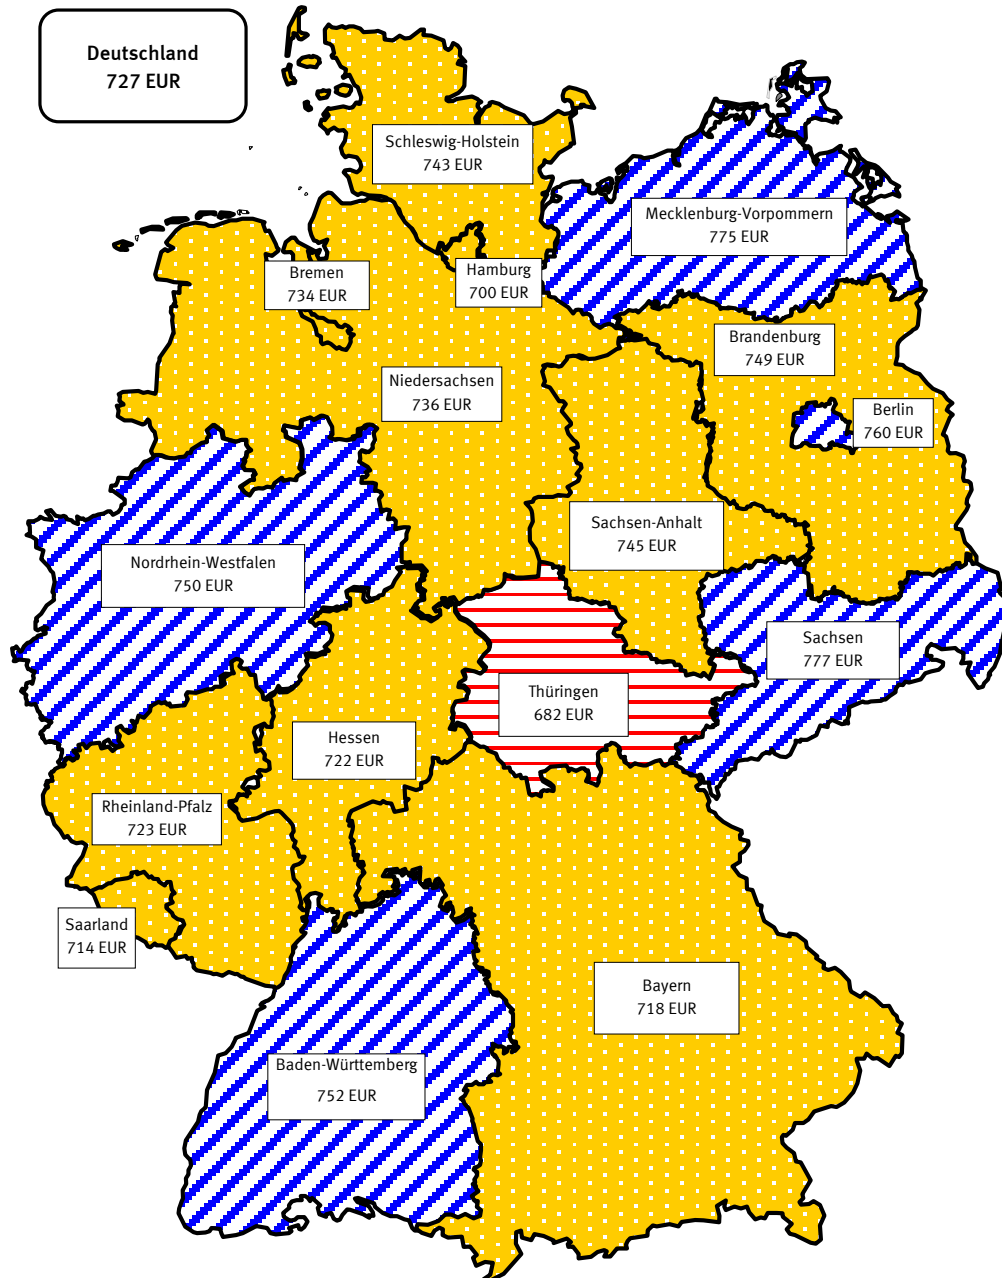 Deutschland
727 EUR
Schleswig-Holstein
743 EUR
Mecklenburg-Vorpommern
775 EUR
Bremen
734 EUR
Hamburg
700 EUR
Brandenburg
749 EUR
Niedersachsen
736 EUR
Berlin
760 EUR
Sachsen-Anhalt
745 EUR
Nordrhein-Westfalen
750 EUR
Sachsen
777 EUR
Thüringen
682 EUR
Hessen
722 EUR
Rheinland-Pfalz
723 EUR
Saarland
714 EUR
Bayern
718 EUR
Baden-Württemberg
752 EUR